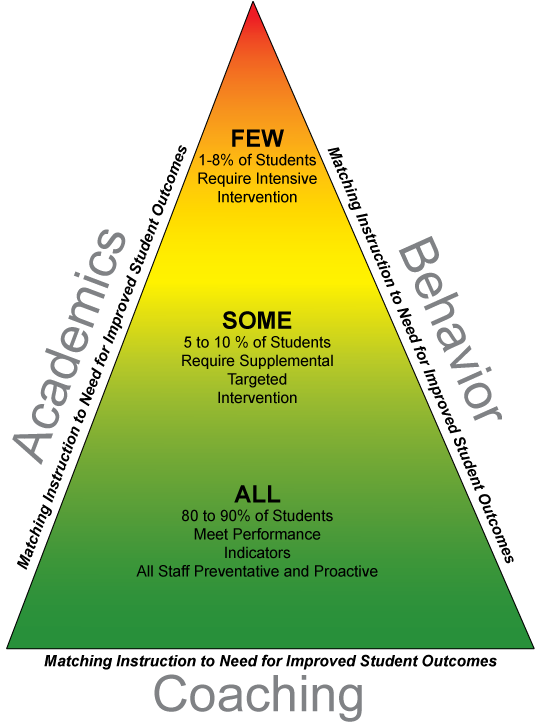 FEW
1-8% of Students
Require Intensive
Intervention
Matching Instruction to Need for Improved Student Outcomes
Academics
Matching Instruction to Need for Improved Student Outcomes
Behavior
SOME
5 to 10 % of Students
Require Supplemental
Targeted
Intervention
ALL
80 to 90% of Students
Meet Performance
Indicators
All Staff Preventative and Proactive
Matching Instruction to Need for Improved Student Outcomes
Coaching